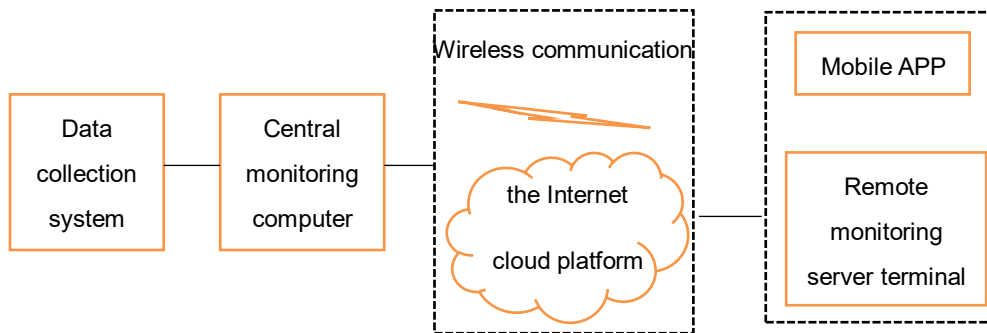 Data
collection
system
Central
monitoring
computer
Wireless communication
the Internet
cloud platform
Mobile APP
Remote
monitoring
server terminal